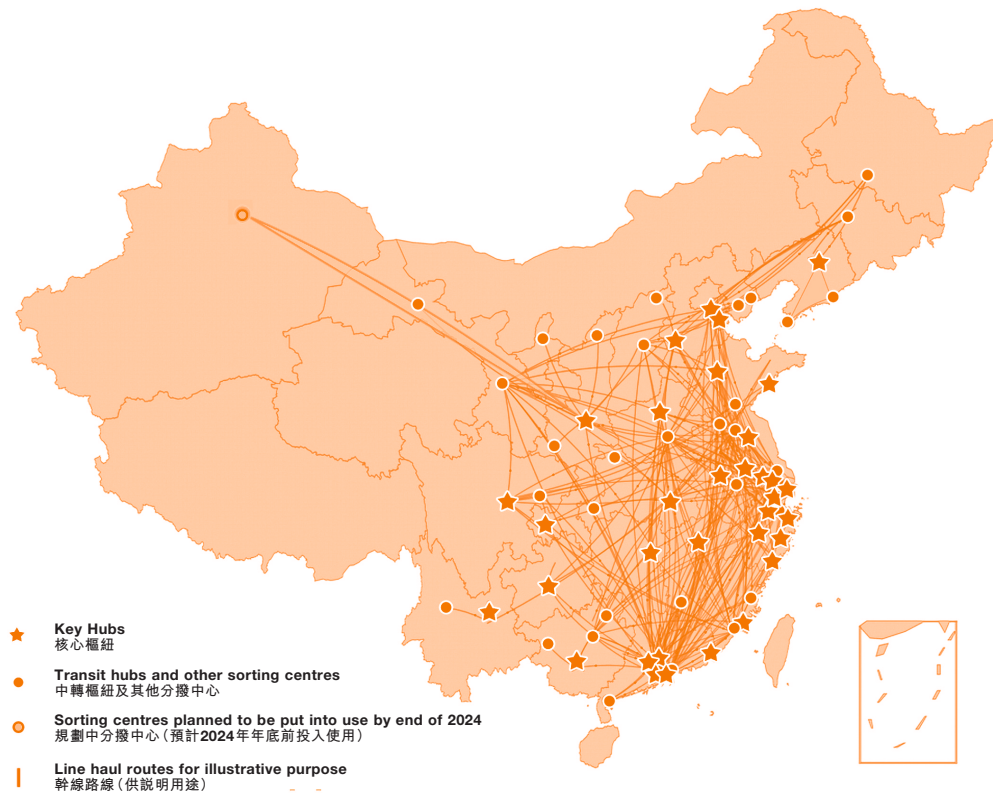 Key Hubs
核心樞紐
Transit hubs and other sorting centres
中轉樞紐及其他分撥中心
Sorting centres planned to be put into use by end of 2024
規劃中分撥中心(預計2024年年底前投入使用)
Line haul routes for illustrative purpose
幹線路線(供說明用途)